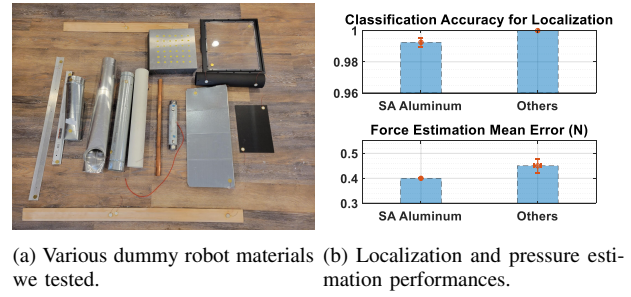 Classification Accuracy for Localization
1
0.98
0.96
SA Aluminum Others
Force Estimation Mean Error (N)
0.5
0.4
0.3
SA Aluminum Others
(a) Various dummy robot materials
we tested.
(b) Localization and pressure esti-
mation performances.